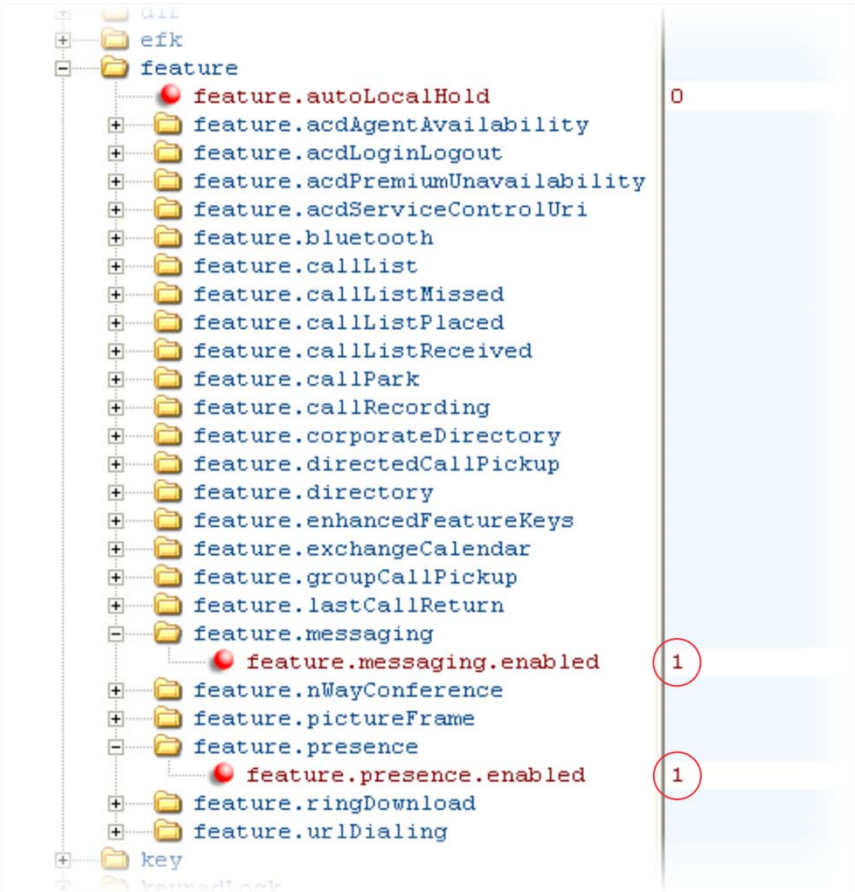 dir
efk
feature
feature.autoLocalHold 0
feature.acdAgentAvailability
feature.acdLoginLogout
feature.acdPremiumUnavailability
feature.acdServiceControlUri
feature.bluetooth
feature.callList
feature.callListMissed
feature.callListPlaced
feature.callListReceived
feature.callPark
feature.callRecording
feature.corporateDirectory
feature.directedCallPickup
feature.directory
feature.enhancedFeatureKeys
feature.exchangeCalendar
feature.groupCallPickup
feature.lastCallReturn
feature.messaging
feature.messaging.enabled 1
feature.nWayConference
feature.pictureFrame
feature.presence
feature.presence.enabled 1
feature.ringDownload
feature.urlDialing
key
keypadLock